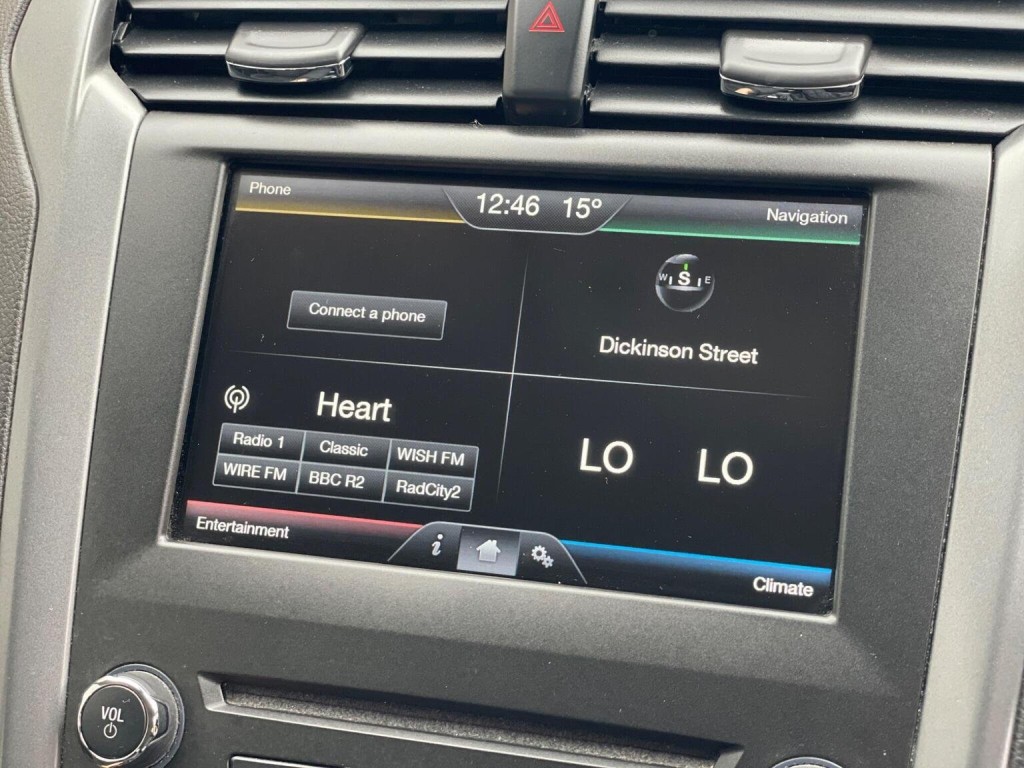 Phone
12:46 15°
Navigation
Connect a phone
W S E
Dickinson Street
Heart
Radio 1 Classic WISH FM
WIRE FM BBC R2 RadCity2
LO LO
Entertainment
i
Climate
VOL